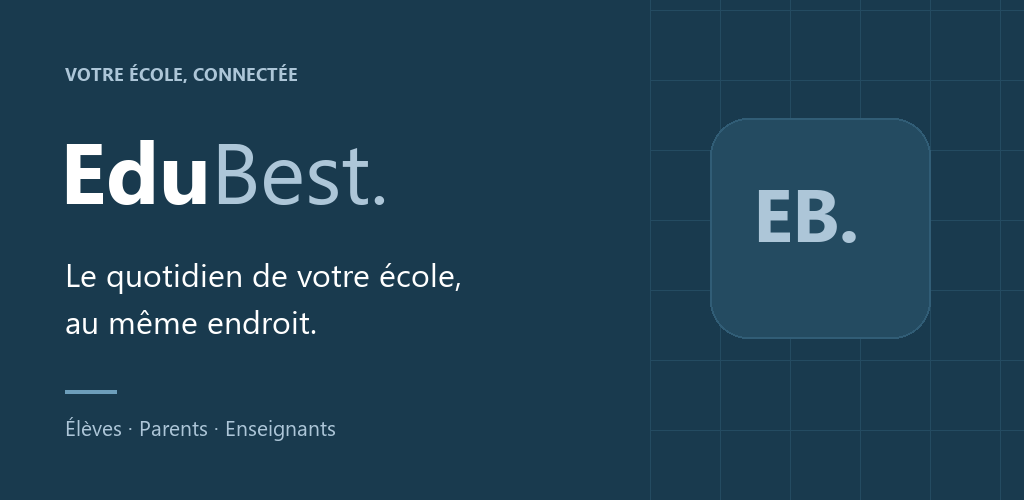 VOTRE ÉCOLE, CONNECTÉE
EduBest.
Le quotidien de votre école,
au même endroit.
Élèves · Parents · Enseignants
EB.